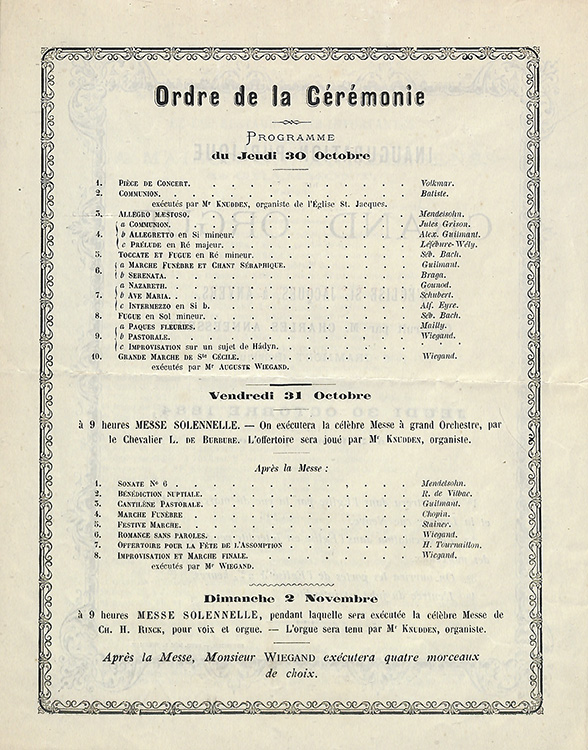 Ordre de la Cérémonie
PROGRAMME
du Jeudi 30 Octobre
1. PIÈCE DE CONCERT. Volkmar.
2. COMMUNION. Batiste.
exécutés par Mr KNUDDEN, organiste de l'Église St. Jacques.
3. ALLEGRO MÆSTOSO. Mendelsohn.
a COMMUNION. Jules Grison.
4. b ALLEGRETTO en Si mineur. Alex. Guilmant.
c PRÉLUDE en Ré majeur. Léfébure-Wély.
5. TOCCATE ET FUGUE en Ré mineur. Séb. Bach.
a MARCHE FUNÈBRE ET CHANT SÉRAPHIQUE. Guilmant.
6. b SERENATA. Braga.
a NAZARETH. Gounod.
7. b AVE MARIA. Schubert.
c INTERMEZZO en Si b. Alf. Eyre.
8. FUGUE en Sol mineur. Séb. Bach.
a PAQUES FLEURIES. Mailly.
9. b PASTORALE. Wiegand.
c IMPROVISATION sur un sujet de Hädyn.
10. GRANDE MARCHE DE Ste CÉCILE. Wiegand.
exécutés par Mr AUGUSTE WIEGAND.
Vendredi 31 Octobre
à 9 heures MESSE SOLENNELLE. — On exécutera la célèbre Messe à grand Orchestre, par
le Chevalier L. DE BURBURE. L'offertoire sera joué par Mr KNUDDEN, organiste.
Après la Messe :
1. SONATE No 6 Mendelsohn.
2. BÉNÉDICTION NUPTIALE. R. de Vilbac.
3. CANTILÈNE PASTORALE. Guilmant.
4. MARCHE FUNÈBRE Chopin.
5. FESTIVE MARCHE. Stainer.
6. ROMANCE SANS PAROLES. Wiegand.
7. OFFERTOIRE POUR LA FÊTE DE L'ASSOMPTION H. Tournaillon.
8. IMPROVISATION ET MARCHE FINALE. Wiegand.
exécutés par Mr WIEGAND.
Dimanche 2 Novembre
à 9 heures MESSE SOLENNELLE, pendant laquelle sera exécutée la célèbre Messe de
CH. H. RINCK, pour voix et orgue. — L'orgue sera tenu par Mr KNUDDEN, organiste.
Après la Messe, Monsieur WIEGAND exécutera quatre morceaux
de choix.